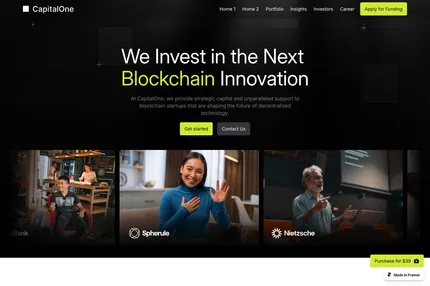 CapitalOne
Home 1
Home 2
Portfolio
Insights
Investors
Career
Apply for Funding
We Invest in the Next
Blockchain Innovation
At CapitalOne, we provide strategic capital and unparalleled support to
blockchain startups that are shaping the future of decentralized
technology.
Get started
Contact Us
Spherule
Nietzsche
Purchase for $39
Made in Framer